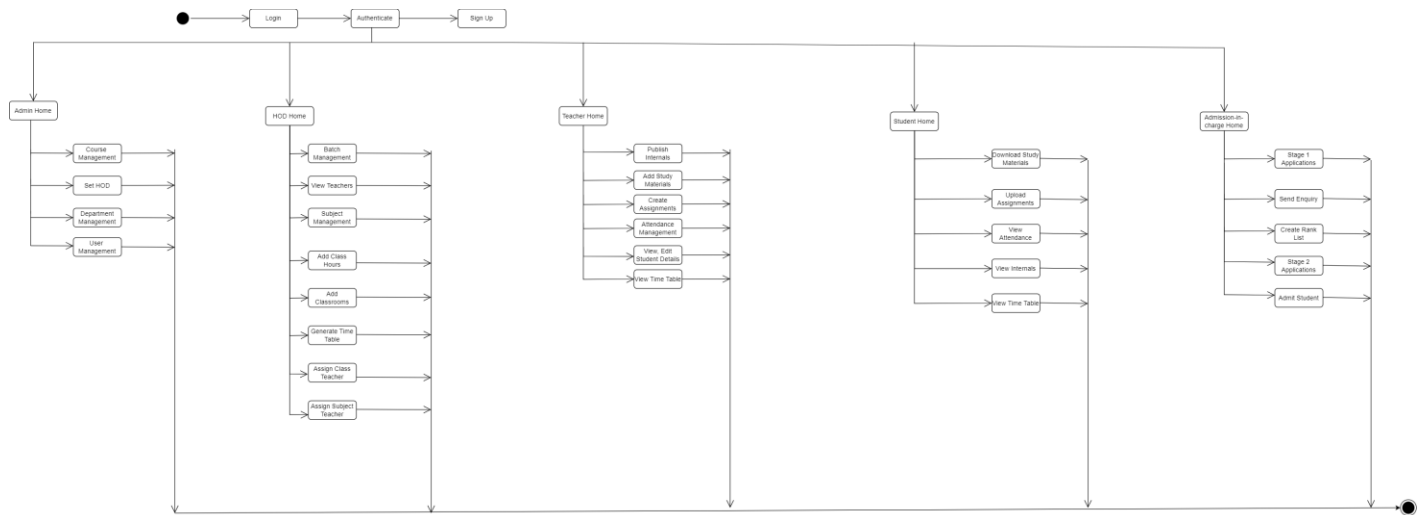 Login
Authenticate
Sign Up
Admin Home
HOD Home
Teacher Home
Student Home
Admission-in-
charge Home
Course
Management
Set HOD
Department
Management
User
Management
Batch
Management
View Teachers
Subject
Management
Add Class
Hours
Add
Classrooms
Generate Time
Table
Assign Class
Teacher
Assign Subject
Teacher
Publish
Internals
Add Study
Materials
Create
Assignments
Attendance
Management
View, Edit
Student Details
View Time Table
Download Study
Materials
Upload
Assignments
View
Attendance
View Internals
View Time Table
Stage 1
Applications
Send Enquiry
Create Rank
List
Stage 2
Applications
Admit Student